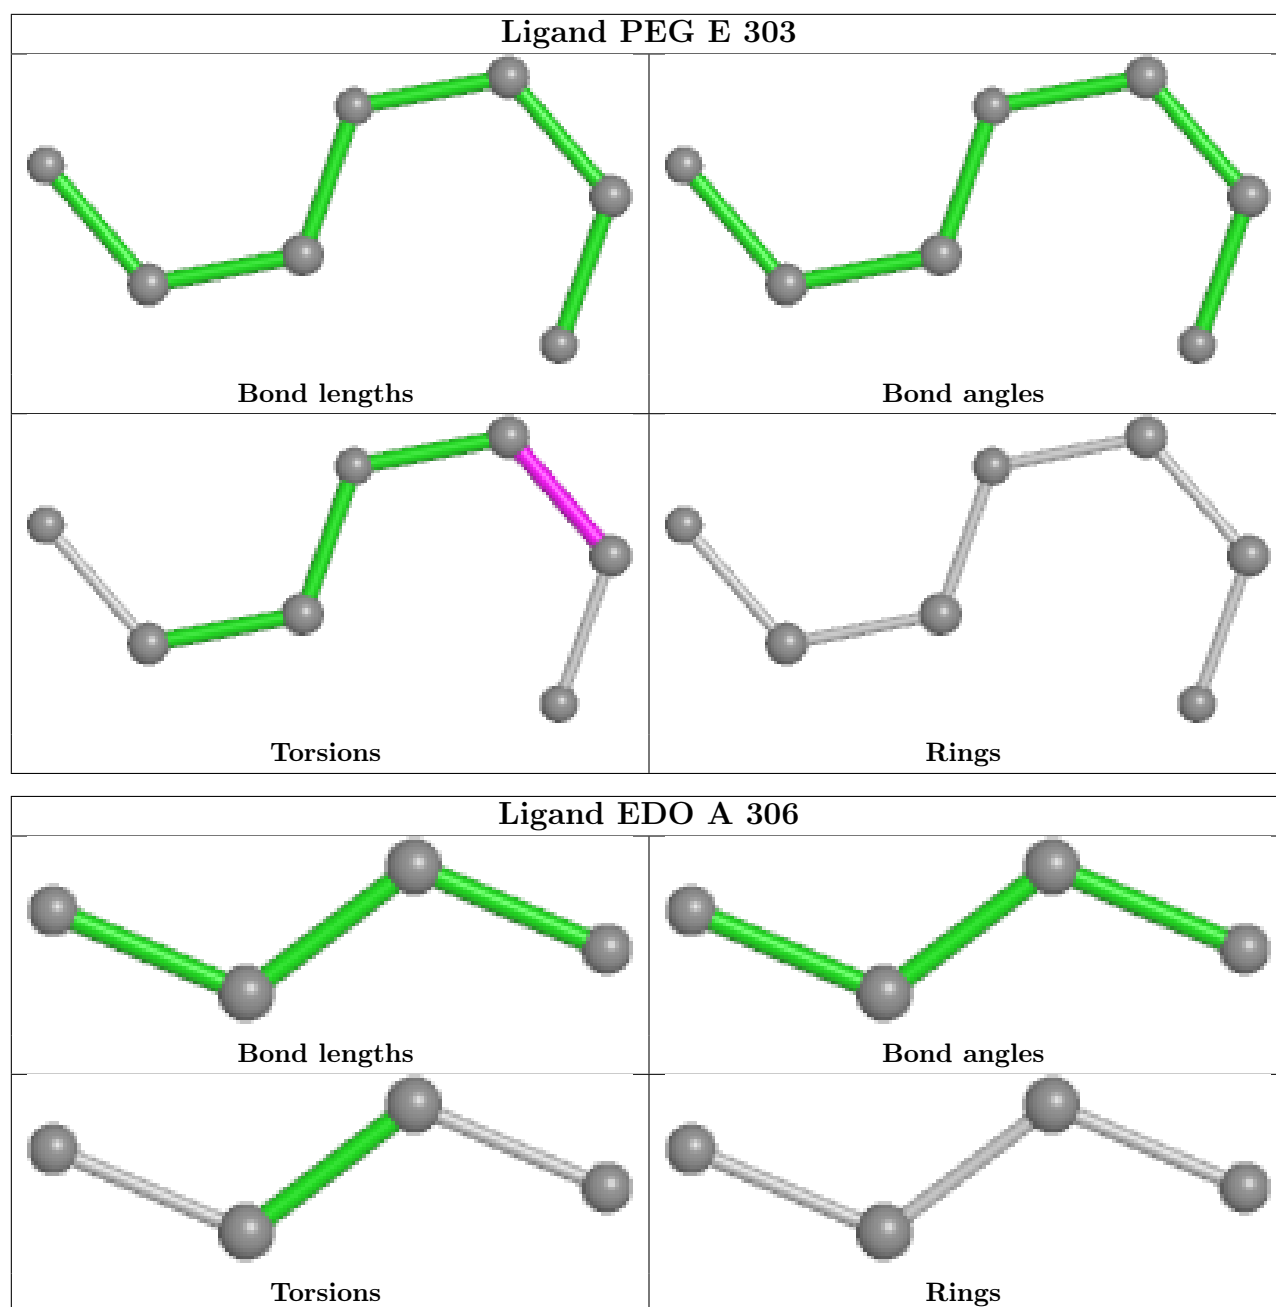 Ligand PEG E 303
Bond lengths
Bond angles
Torsions
Rings
Ligand EDO A 306
Bond lengths
Bond angles
Torsions
Rings